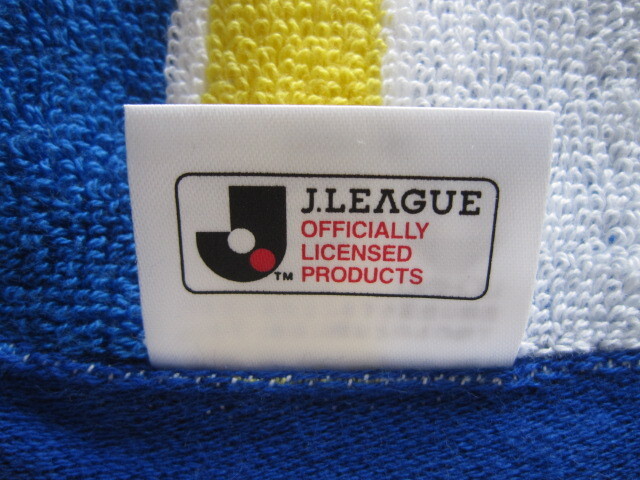 J.LEAGUE
OFFICIALLY
LICENSED
PRODUCTS
TM